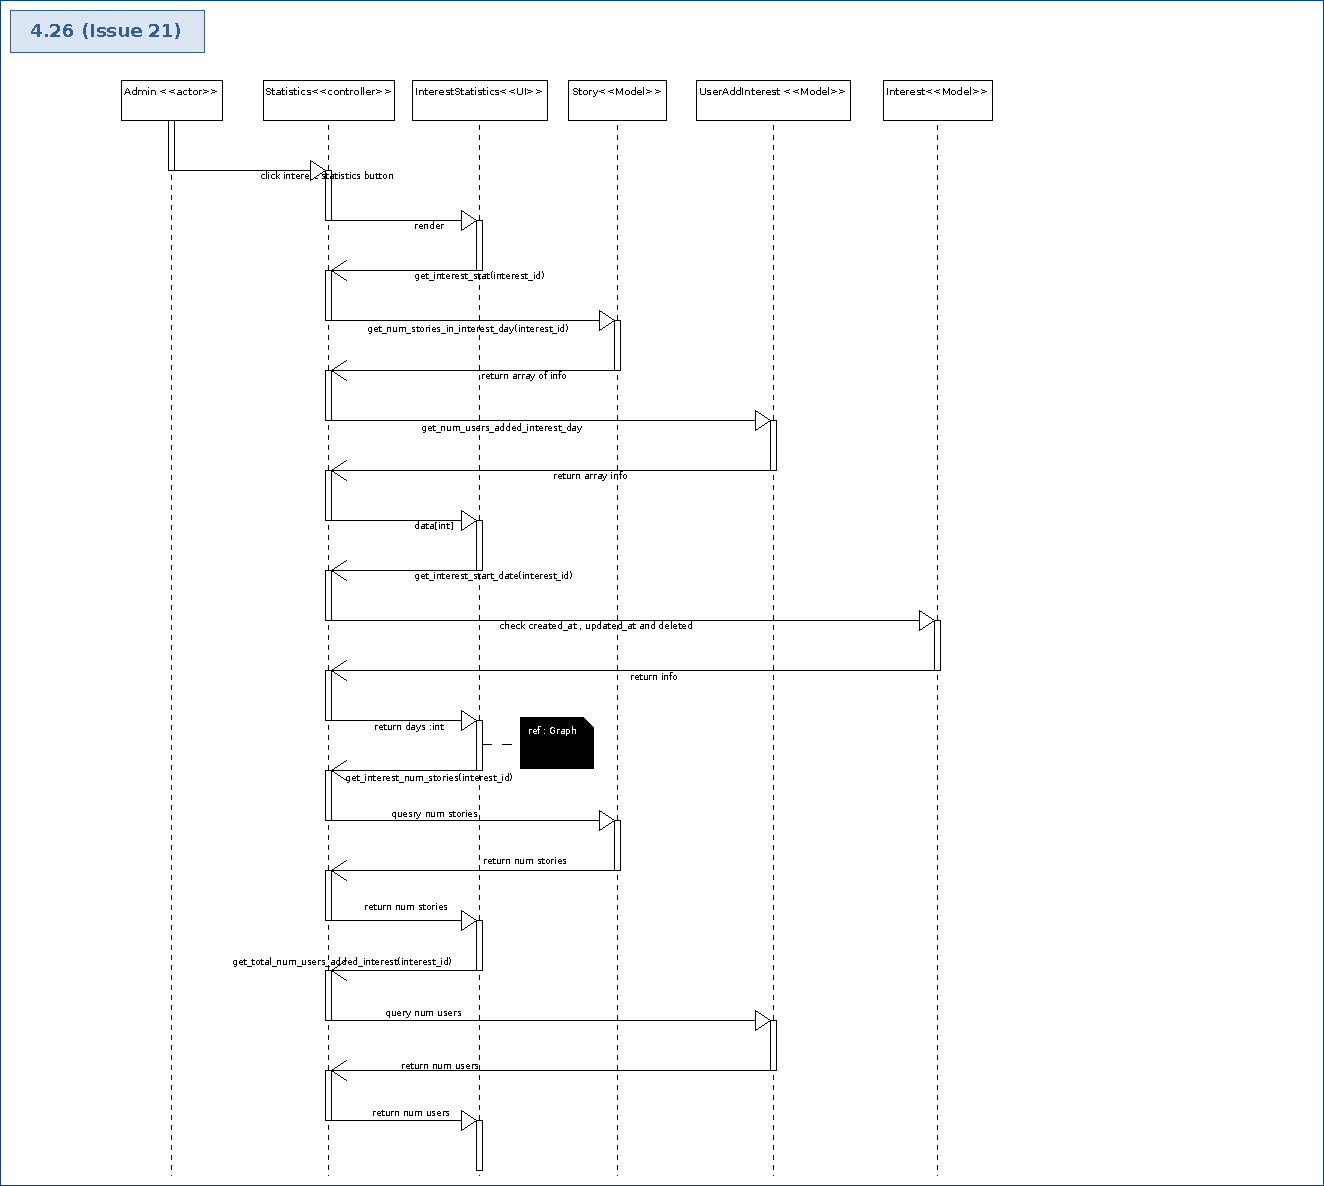 4.26 (Issue 21)
Admin <<actor>>
Statistics<<controller>>
InterestStatistics<<UI>>
Story<<Model>>
UserAddInterest <<Model>>
Interest<<Model>>
click interest statistics button
render
get_interest_stat(interest_id)
get_num_stories_in_interest_day(interest_id)
return array of info
get_num_users_added_interest_day
return array info
data[int]
get_interest_start_date(interest_id)
check created_at , updated_at and deleted
return info
return days :int
ref : Graph
get_interest_num_stories(interest_id)
quesry num stories
return num stories
return num stories
get_total_num_users_added_interest(interest_id)
query num users
return num users
return num users